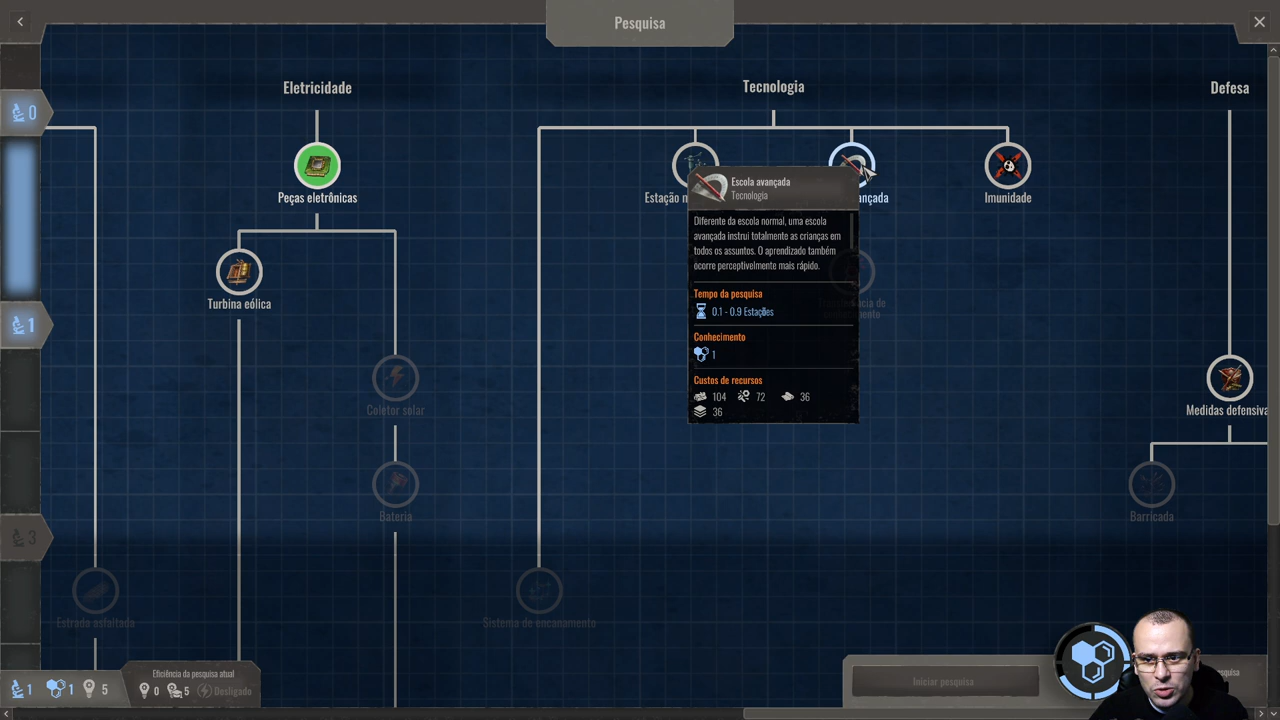 Pesquisa
Eletricidade
Tecnologia
Defesa
0
Peças eletrônicas
Estação
Escola avançada
Tecnologia
Imunidade
Diferente da escola normal, uma escola
avançada instrui totalmente as crianças em
todos os assuntos. O aprendizado também
ocorre perceptivelmente mais rápido.
Turbina eólica
Tempo da pesquisa
0.1 - 0.9 Estações
1
Conhecimento
1
Coletor solar
Custos de recursos
104 72 36
36
Medidas defensiva
Bateria
Barricada
3
Estrada asfaltada
Sistema de encanamento
1 1 5
Eficiência da pesquisa atual
0 5 Desligado
Iniciar pesquisa